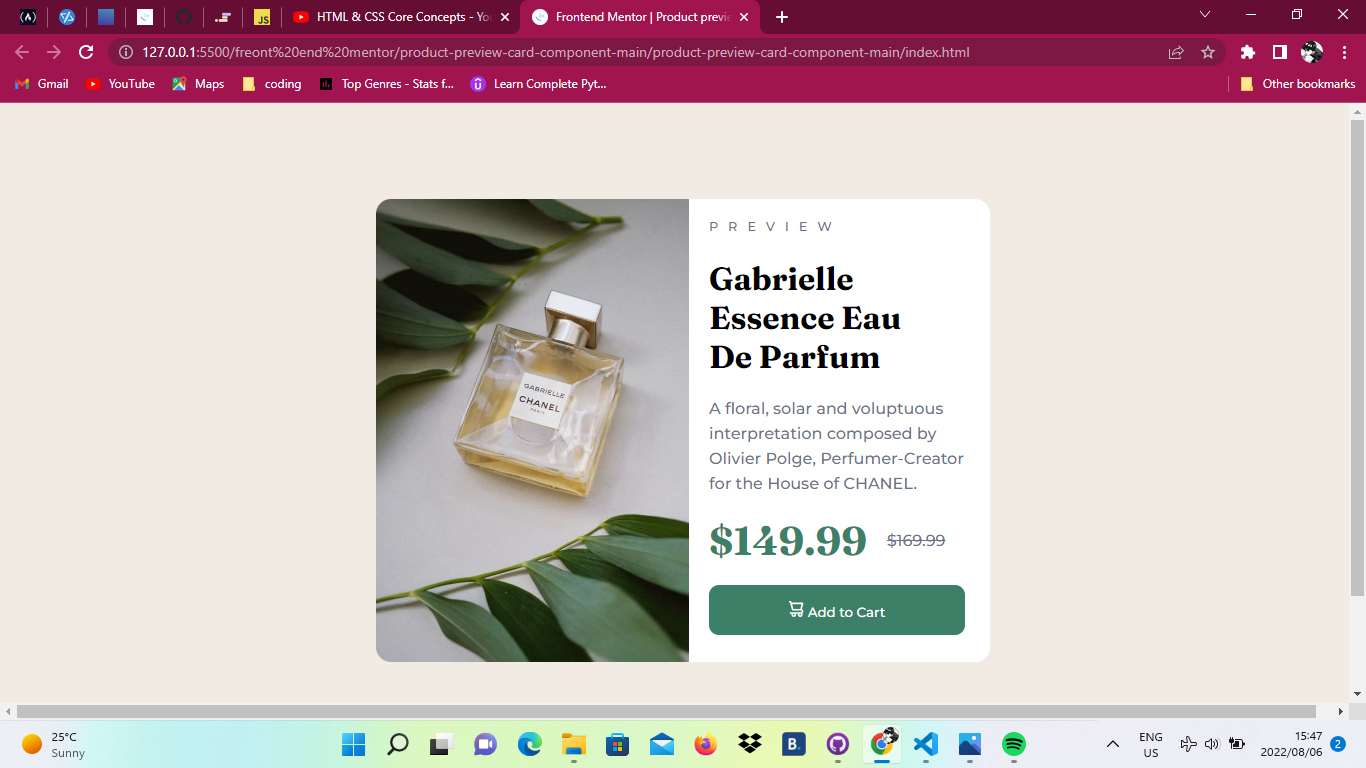 HTML & CSS Core Concepts - Yo
Frontend Mentor | Product previe
127.0.0.1:5500/freont%20end%20mentor/product-preview-card-component-main/product-preview-card-component-main/index.html
Gmail
YouTube
Maps
coding
Top Genres - Stats f...
Learn Complete Pyt...
Other bookmarks
PREVIEW
Gabrielle
Essence Eau
De Parfum
A floral, solar and voluptuous
interpretation composed by
Olivier Polge, Perfumer-Creator
for the House of CHANEL.
$149.99
$169.99
Add to Cart
GABRIELLE
CHANEL
PARIS
JS
25°C
Sunny
B.
ENG
US
15:47
2022/08/06
2